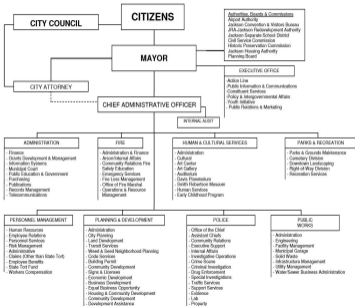 CITIZENS
CITY COUNCIL
Authorities, Boards & Commissions
Airport Authority
Jackson Convention & Visitors Bureau
JRA-Jackson Redevelopment Authority
Jackson Separate School District
Civil Service Commission
Historic Preservation Commission
Jackson Housing Authority
Planning Board
MAYOR
EXECUTIVE OFFICE
- Action Line
- Public Information & Communications
- Constituent Services
- Policy & Intergovernmental Affairs
- Youth Initiative
- Public Relations & Marketing
CITY ATTORNEY
CHIEF ADMINISTRATIVE OFFICER
INTERNAL AUDIT
ADMINISTRATION
- Finance
- Grants Development & Management
- Information Systems
- Municipal Court
- Public Education & Government
- Purchasing
- Publications
- Records Management
- Telecommunications
FIRE
- Administration & Finance
- Arson/Internal Affairs
- Community Relations Fire
Safety Education
- Emergency Services
- Fire Loss Management
- Office of Fire Marshal
- Operations & Resource
Management
HUMAN & CULTURAL SERVICES
- Administration
- Cultural
- Art Center
- Art Gallery
- Auditorium
- Davis Planetarium
- Smith Robertson Museum
- Human Services
- Early Childhood Program
PARKS & RECREATION
- Parks & Grounds Maintenance
- Cemetery Division
- Downtown Landscaping
- Right of Way Division
- Recreation Services
PERSONNEL MANAGEMENT
- Human Resources
- Employee Relations
- Personnel Services
- Risk Management
- Administration
- Claims (Other than State Tort)
- Employee Benefits
- State Tort Fund
- Workers Compensation
PLANNING & DEVELOPMENT
- Administration
- City Planning
- Land Development
- Transit Services
- Weed & Seed/Neighborhood Planning
- Code Services
- Building Permit
- Community Development
- Signs & License
- Economic Development
- Business Development
- Equal Business Opportunity
- Housing & Community Development
- Community Development
- Development Assistance
POLICE
- Office of the Chief
- Assistant Chiefs
- Community Relations
- Executive Support
- Internal Affairs
- Investigative Operations
- Crime Scene
- Criminal Investigation
- Drug Enforcement
- Special Investigations
- Traffic Services
- Support Services
- Evidence
- Lab
- Property
PUBLIC
WORKS
- Administration
- Engineering
- Facility Management
- Municipal Garage
- Solid Waste
- Infrastructure Management
- Utility Management
- Water/Sewer Business Administration